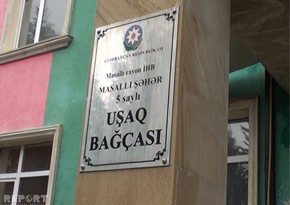 AZƏRBAYCAN RESPUBLİKASI
Masallı rayon İHB
MASALLI ŞƏHƏR
5 saylı
UŞAQ
BAĞÇASI
REPORT